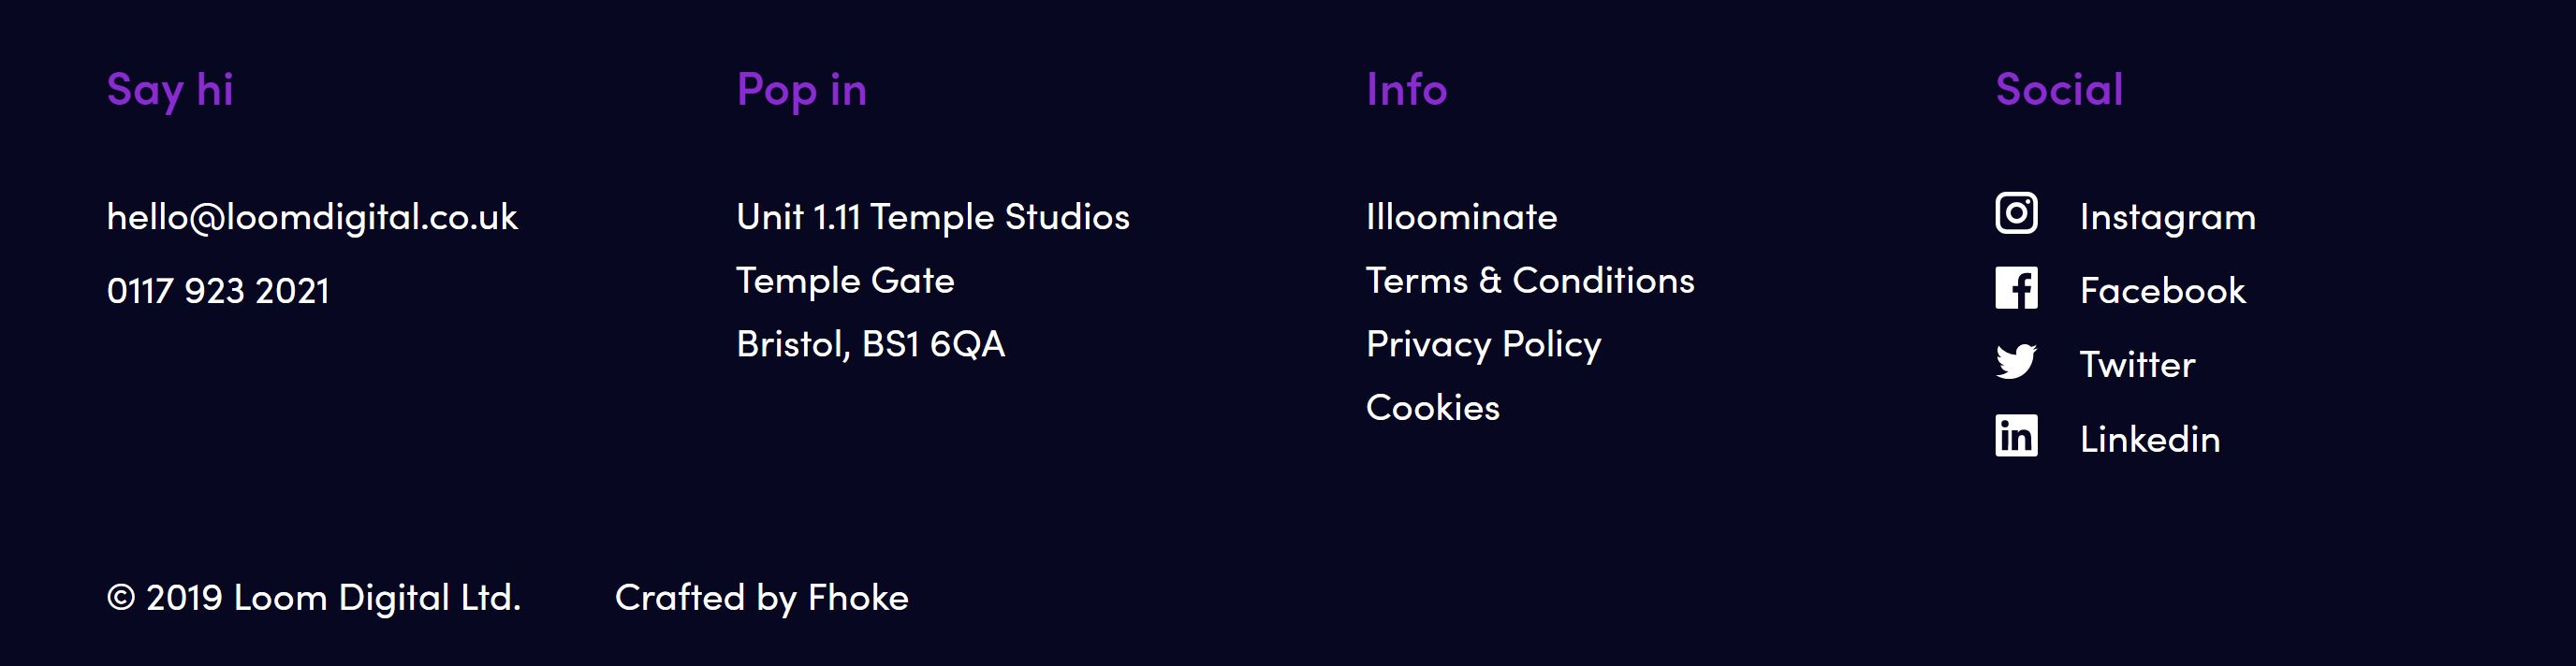 Say hi
hello@loomdigital.co.uk
0117 923 2021
Pop in
Unit 1.11 Temple Studios
Temple Gate
Bristol, BS1 6QA
Info
Illoominate
Terms & Conditions
Privacy Policy
Cookies
Social
Instagram
Facebook
Twitter
Linkedin
© 2019 Loom Digital Ltd.
Crafted by Fhoke